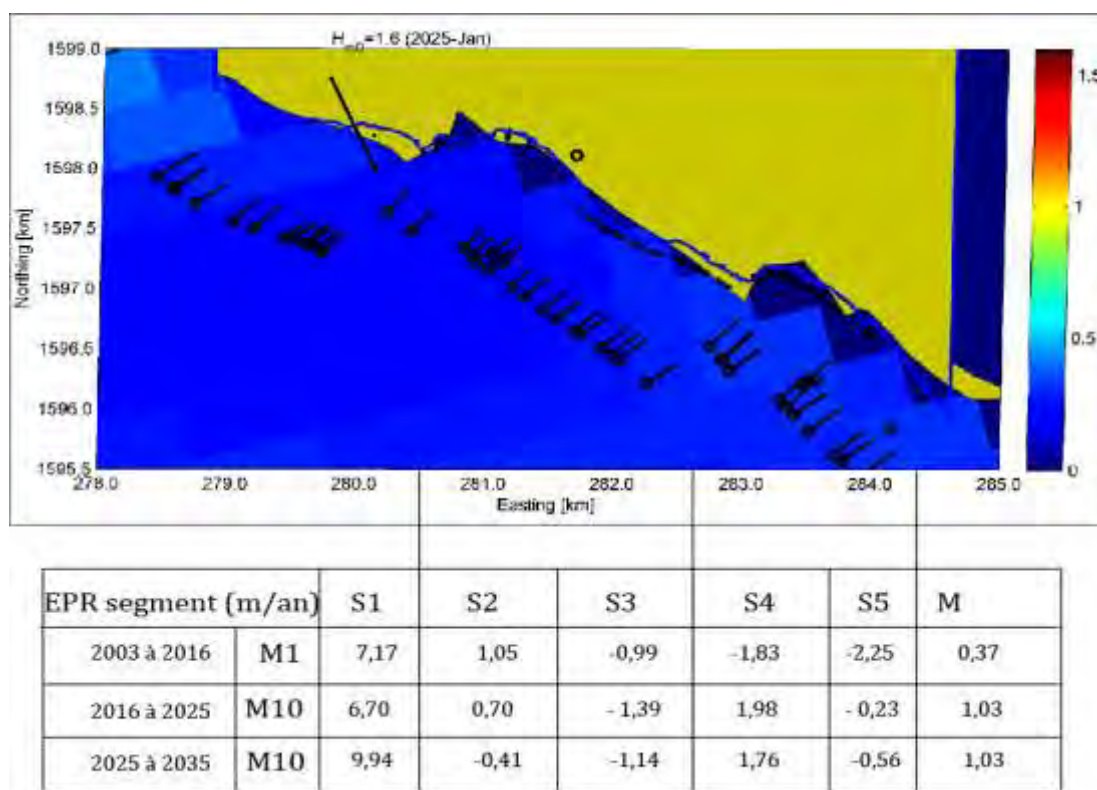 H_m0=1.6 (2025-Jan)
1599.0
1598.5
1598.0
1597.5
1597.0
1596.5
1596.0
1595.5
Northing [km]
278.0 279.0 280.0 281.0 282.0 283.0 284.0 285.0
Easting [km]
1.5
1
0.5
0
EPR segment (m/an) S1 S2 S3 S4 S5 M
2003 à 2016 M1 7,17 1,05 -0,99 -1,83 -2,25 0,37
2016 à 2025 M10 6,70 0,70 - 1,39 1,98 - 0,23 1,03
2025 à 2035 M10 9,94 -0,41 -1,14 1,76 -0,56 1,03